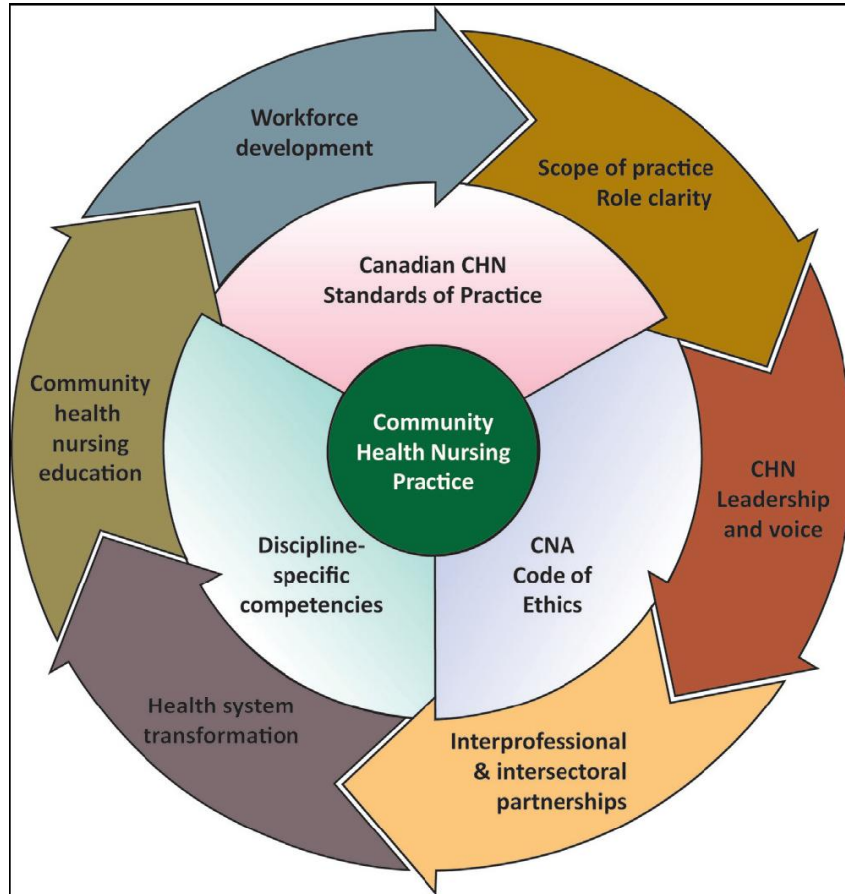 Workforce
development
Scope of practice
Role clarity
Canadian CHN
Standards of Practice
Community
health
nursing
education
Community
Health Nursing
Practice
CHN
Leadership
and voice
Discipline-
specific
competencies
CNA
Code of
Ethics
Health system
transformation
Interprofessional
& intersectoral
partnerships